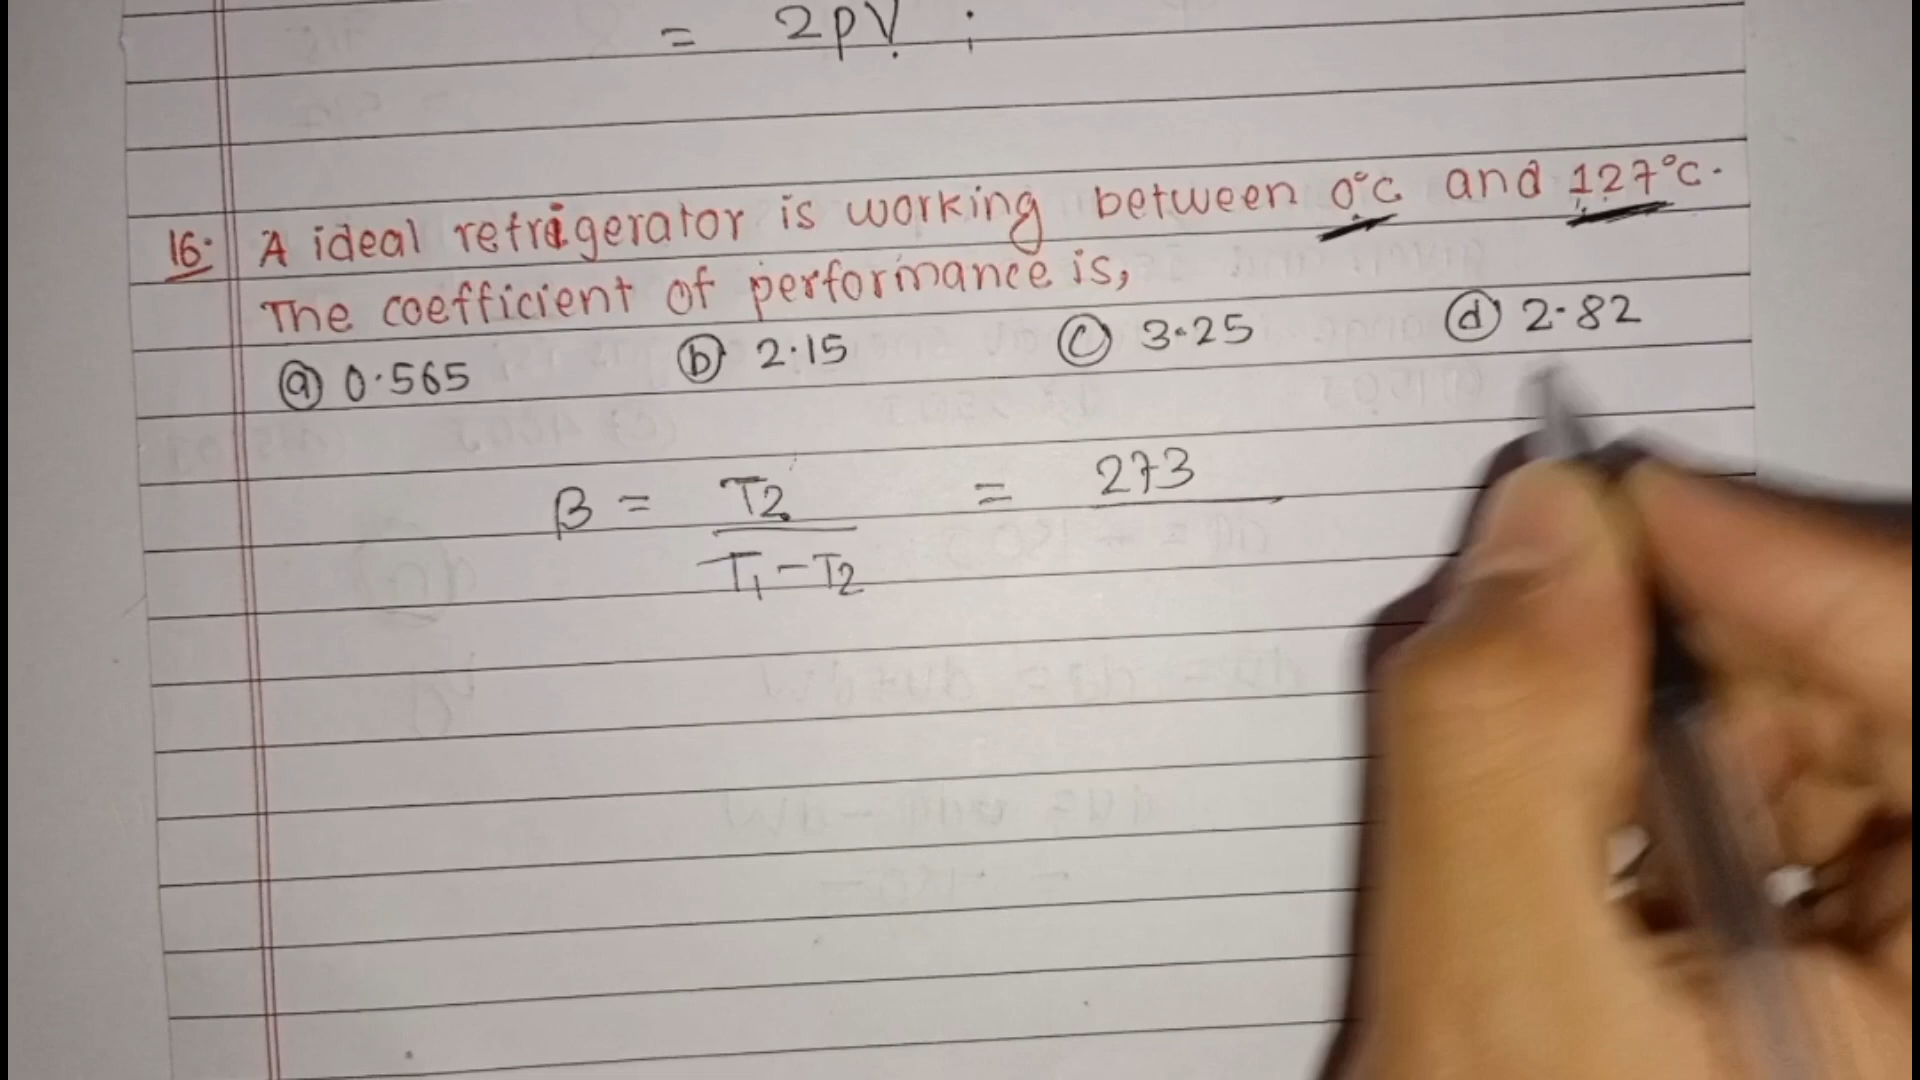 = 2pV
16. A ideal refrigerator is working between 0°C and 127°C.
The coefficient of performance is,
(a) 0.565 (b) 2.15 (c) 3.25 (d) 2.82
β = T2 / T1 - T2 = 273